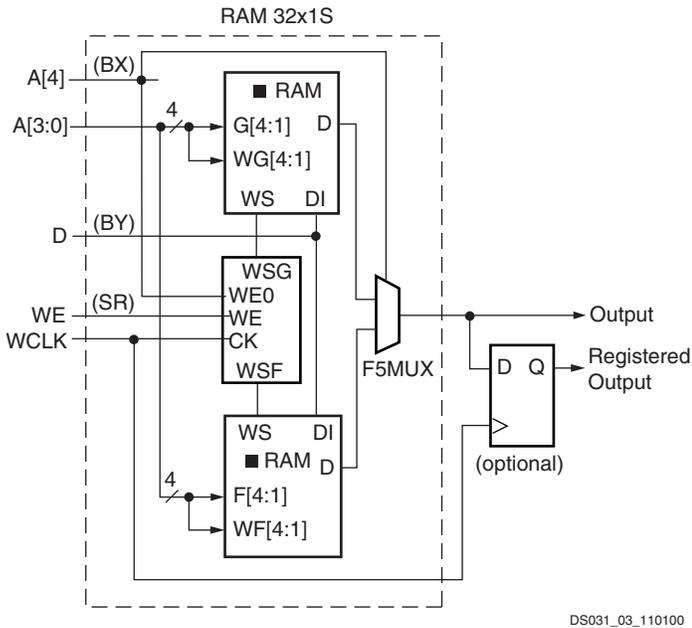 RAM 32x1S
A[4]
(BX)
RAM
4
A[3:0]
G[4:1]
D
WG[4:1]
WS
DI
D
(BY)
WSG
WE0
WE
(SR)
WE
Output
WCLK
CK
WSF
F5MUX
D
Q
Registered
Output
WS
DI
RAM
D
(optional)
4
F[4:1]
WF[4:1]
DS031_03_110100